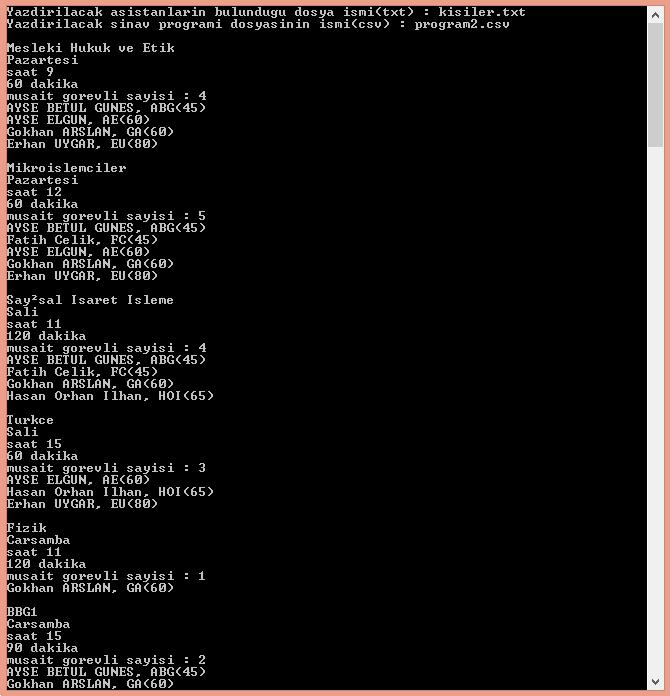 Yazdirilacak asistanlarin bulundugu dosya ismi(txt) : kisiler.txt
Yazdirilacak sinav programi dosyasinin ismi(csv) : program2.csv
Mesleki Hukuk ve Etik
Pazartesi
saat 9
60 dakika
musait gorevli sayisi : 4
AYSE BETUL GUNES, ABG(45)
AYSE ELGUN, AE(60)
Gokhan ARSLAN, GA(60)
Erhan UYGAR, EU(80)
Mikroislemciler
Pazartesi
saat 12
60 dakika
musait gorevli sayisi : 5
AYSE BETUL GUNES, ABG(45)
Fatih Celik, FC(45)
AYSE ELGUN, AE(60)
Gokhan ARSLAN, GA(60)
Erhan UYGAR, EU(80)
Say²sal Isaret Isleme
Sali
saat 11
120 dakika
musait gorevli sayisi : 4
AYSE BETUL GUNES, ABG(45)
Fatih Celik, FC(45)
Gokhan ARSLAN, GA(60)
Hasan Orhan Ilhan, HOI(65)
Turkce
Sali
saat 15
60 dakika
musait gorevli sayisi : 3
AYSE ELGUN, AE(60)
Hasan Orhan Ilhan, HOI(65)
Erhan UYGAR, EU(80)
Fizik
Carsamba
saat 11
120 dakika
musait gorevli sayisi : 1
Gokhan ARSLAN, GA(60)
BBG1
Carsamba
saat 15
90 dakika
musait gorevli sayisi : 2
AYSE BETUL GUNES, ABG(45)
Gokhan ARSLAN, GA(60)